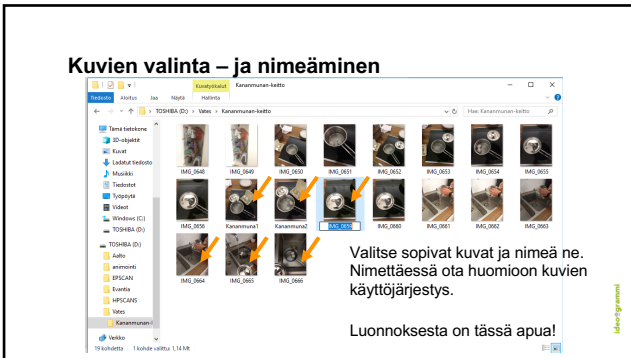 Kuvien valinta – ja nimeäminen
Kuvatyökalut
Kananmunan-keitto
Tiedosto
Aloitus
Jaa
Näytä
Hallinta
TOSHIBA (D:) › Vates › Kananmunan-keitto
Hae: Kananmunan-keitto
Tämä tietokone
3D-objektit
Kuvat
Ladatut tiedosto
Musiikki
Tiedostot
Työpöytä
Videot
Windows (C:)
TOSHIBA (D:)
TOSHIBA (D:)
Aalto
animointi
EPSCAN
Evantia
HPSCANS
Vates
Kananmunan-l
Verkko
IMG_0648 IMG_0649 IMG_0650 IMG_0651 IMG_0652 IMG_0653 IMG_0654 IMG_0655
IMG_0656 Kananmuna1 Kananmuna2 IMG_0659 IMG_0660 IMG_0661 IMG_0662 IMG_0663
IMG_0664 IMG_0665 IMG_0666
Valitse sopivat kuvat ja nimeä ne.
Nimettäessä ota huomioon kuvien
käyttöjärjestys.
Luonnoksesta on tässä apua!
19 kohdetta 1 kohde valittu: 1,14 Mt
ideogrammi